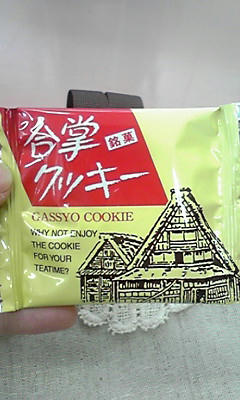 合掌
銘菓
クッキー
GASSYO COOKIE
WHY NOT ENJOY
THE COOKIE
FOR YOUR
TEATIME?